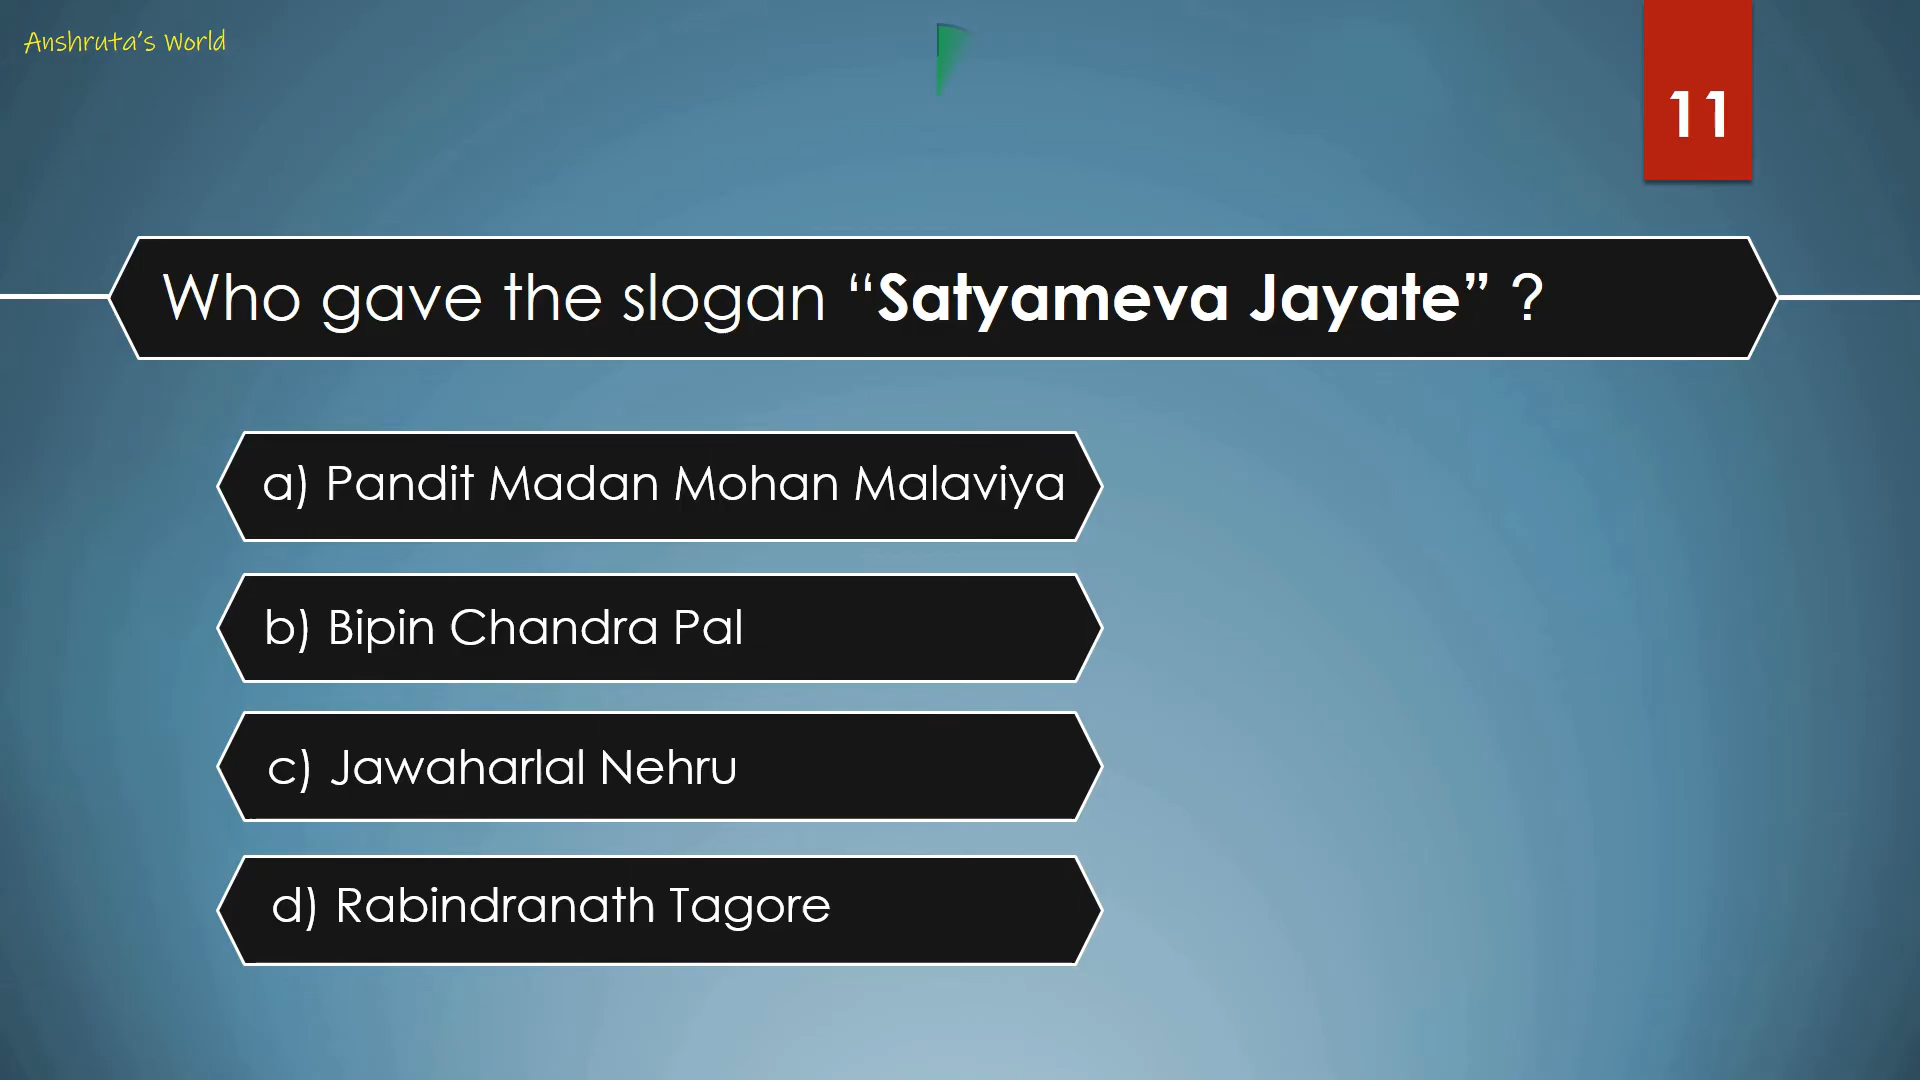 Anshruta's World
11
Who gave the slogan “Satyameva Jayate” ?
a) Pandit Madan Mohan Malaviya
b) Bipin Chandra Pal
c) Jawaharlal Nehru
d) Rabindranath Tagore